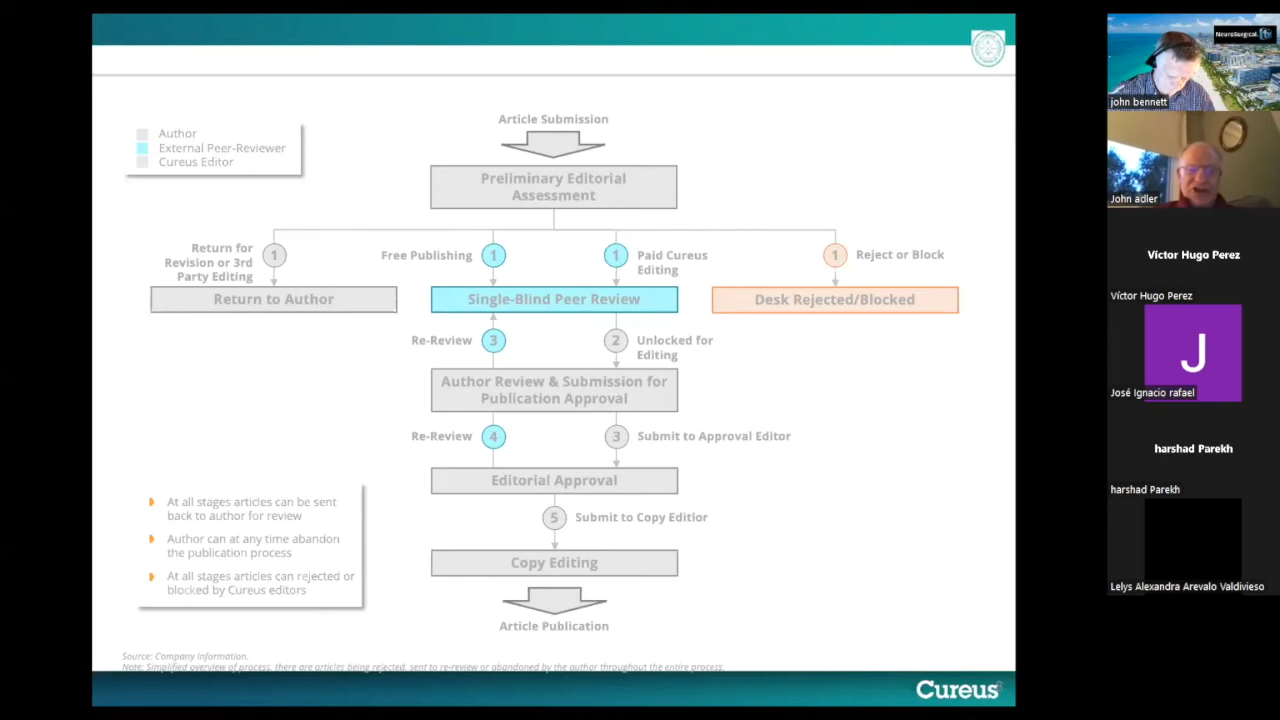 Author
External Peer-Reviewer
Cureus Editor
Article Submission
Preliminary Editorial
Assessment
Return for
Revision or 3rd
Party Editing
1
Free Publishing
1
1
Paid Cureus
Editing
1
Reject or Block
Return to Author
Single-Blind Peer Review
Desk Rejected/Blocked
Re-Review
3
2
Unlocked for
Editing
Author Review & Submission for
Publication Approval
Re-Review
4
3
Submit to Approval Editor
Editorial Approval
5
Submit to Copy Editior
Copy Editing
Article Publication
At all stages articles can be sent
back to author for review
Author can at any time abandon
the publication process
At all stages articles can rejected or
blocked by Cureus editors
Source: Company Information.
Note: Simplified overview of process, there are articles being rejected, sent to re-review or abandoned by the author throughout the entire process.
Cureus
NeuroSurgical.tv
john bennett
John adler
Víctor Hugo Perez
Víctor Hugo Perez
J
José Ignacio rafael
harshad Parekh
harshad Parekh
Lelys Alexandra Arevalo Valdivieso